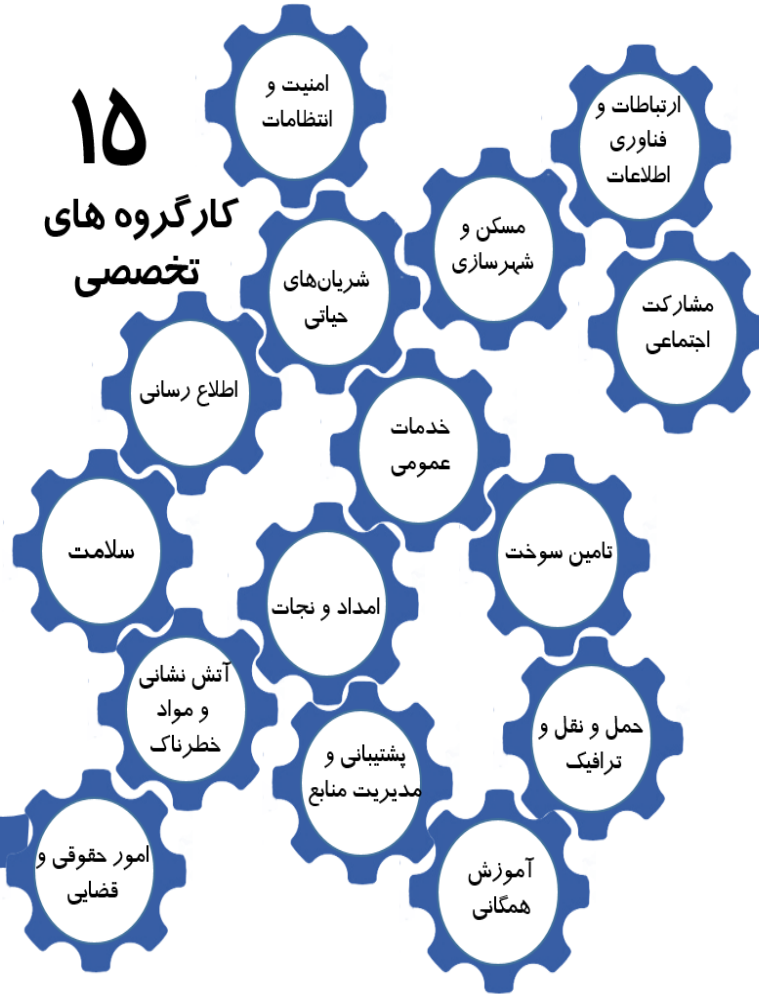 ۱۵
کارگروه های
تخصصی
امنیت و
انتظامات
ارتباطات و
فناوری
اطلاعات
مسکن و
شهرسازی
شریان‌های
حیاتی
مشارکت
اجتماعی
اطلاع رسانی
خدمات
عمومی
سلامت
تامین سوخت
امداد و نجات
آتش نشانی
و مواد
خطرناک
حمل و نقل و
ترافیک
پشتیبانی و
مدیریت منابع
امور حقوقی و
قضایی
آموزش
همگانی